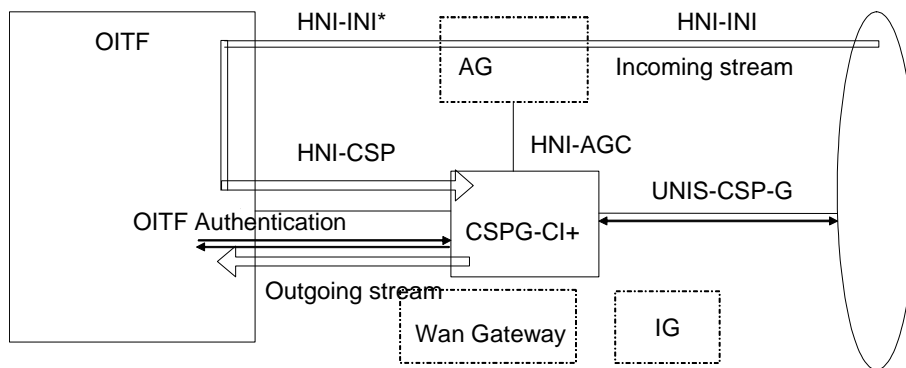 HNI-INI*
HNI-INI
OITF
AG
Incoming stream
HNI-CSP
HNI-AGC
UNIS-CSP-G
OITF Authentication
CSPG-CI+
Outgoing stream
Wan Gateway
IG